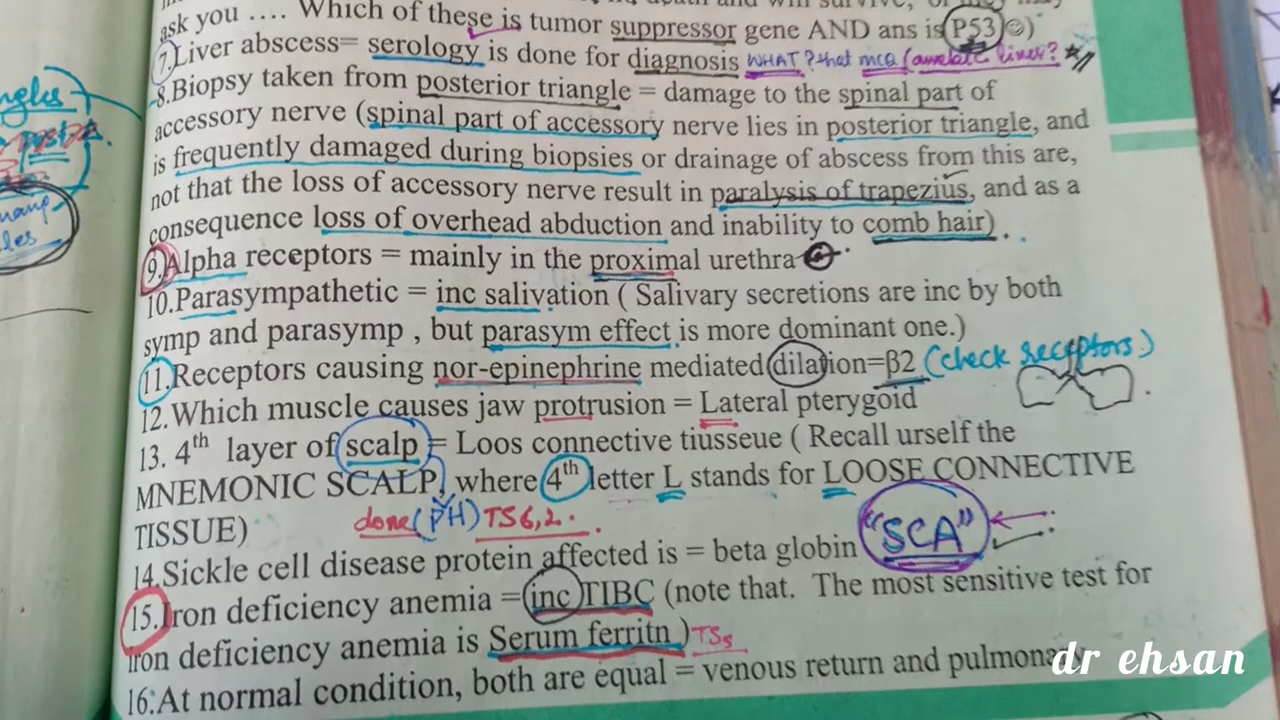 ask you .... Which of these is tumor suppressor gene AND ans is P53☺)
7.Liver abscess= serology is done for diagnosis WHAT? that mcq
8.Biopsy taken from posterior triangle = damage to the spinal part of
accessory nerve (spinal part of accessory nerve lies in posterior triangle, and
is frequently damaged during biopsies or drainage of abscess from this are,
not that the loss of accessory nerve result in paralysis of trapezius, and as a
consequence loss of overhead abduction and inability to comb hair)
9.Alpha receptors = mainly in the proximal urethra
10.Parasympathetic = inc salivation ( Salivary secretions are inc by both
symp and parasymp , but parasym effect is more dominant one.)
11.Receptors causing nor-epinephrine mediated dilation=β2 (check receptors)
12.Which muscle causes jaw protrusion = Lateral pterygoid
13. 4th layer of scalp = Loos connective tiusseue ( Recall urself the
MNEMONIC SCALP, where 4th letter L stands for LOOSE CONNECTIVE
TISSUE)
done (PH) TS6,2.
14.Sickle cell disease protein affected is = beta globin "SCA"
15.Iron deficiency anemia =inc TIBC (note that. The most sensitive test for
Iron deficiency anemia is Serum ferritn ) TS5
16.At normal condition, both are equal = venous return and pulmonary
dr ehsan